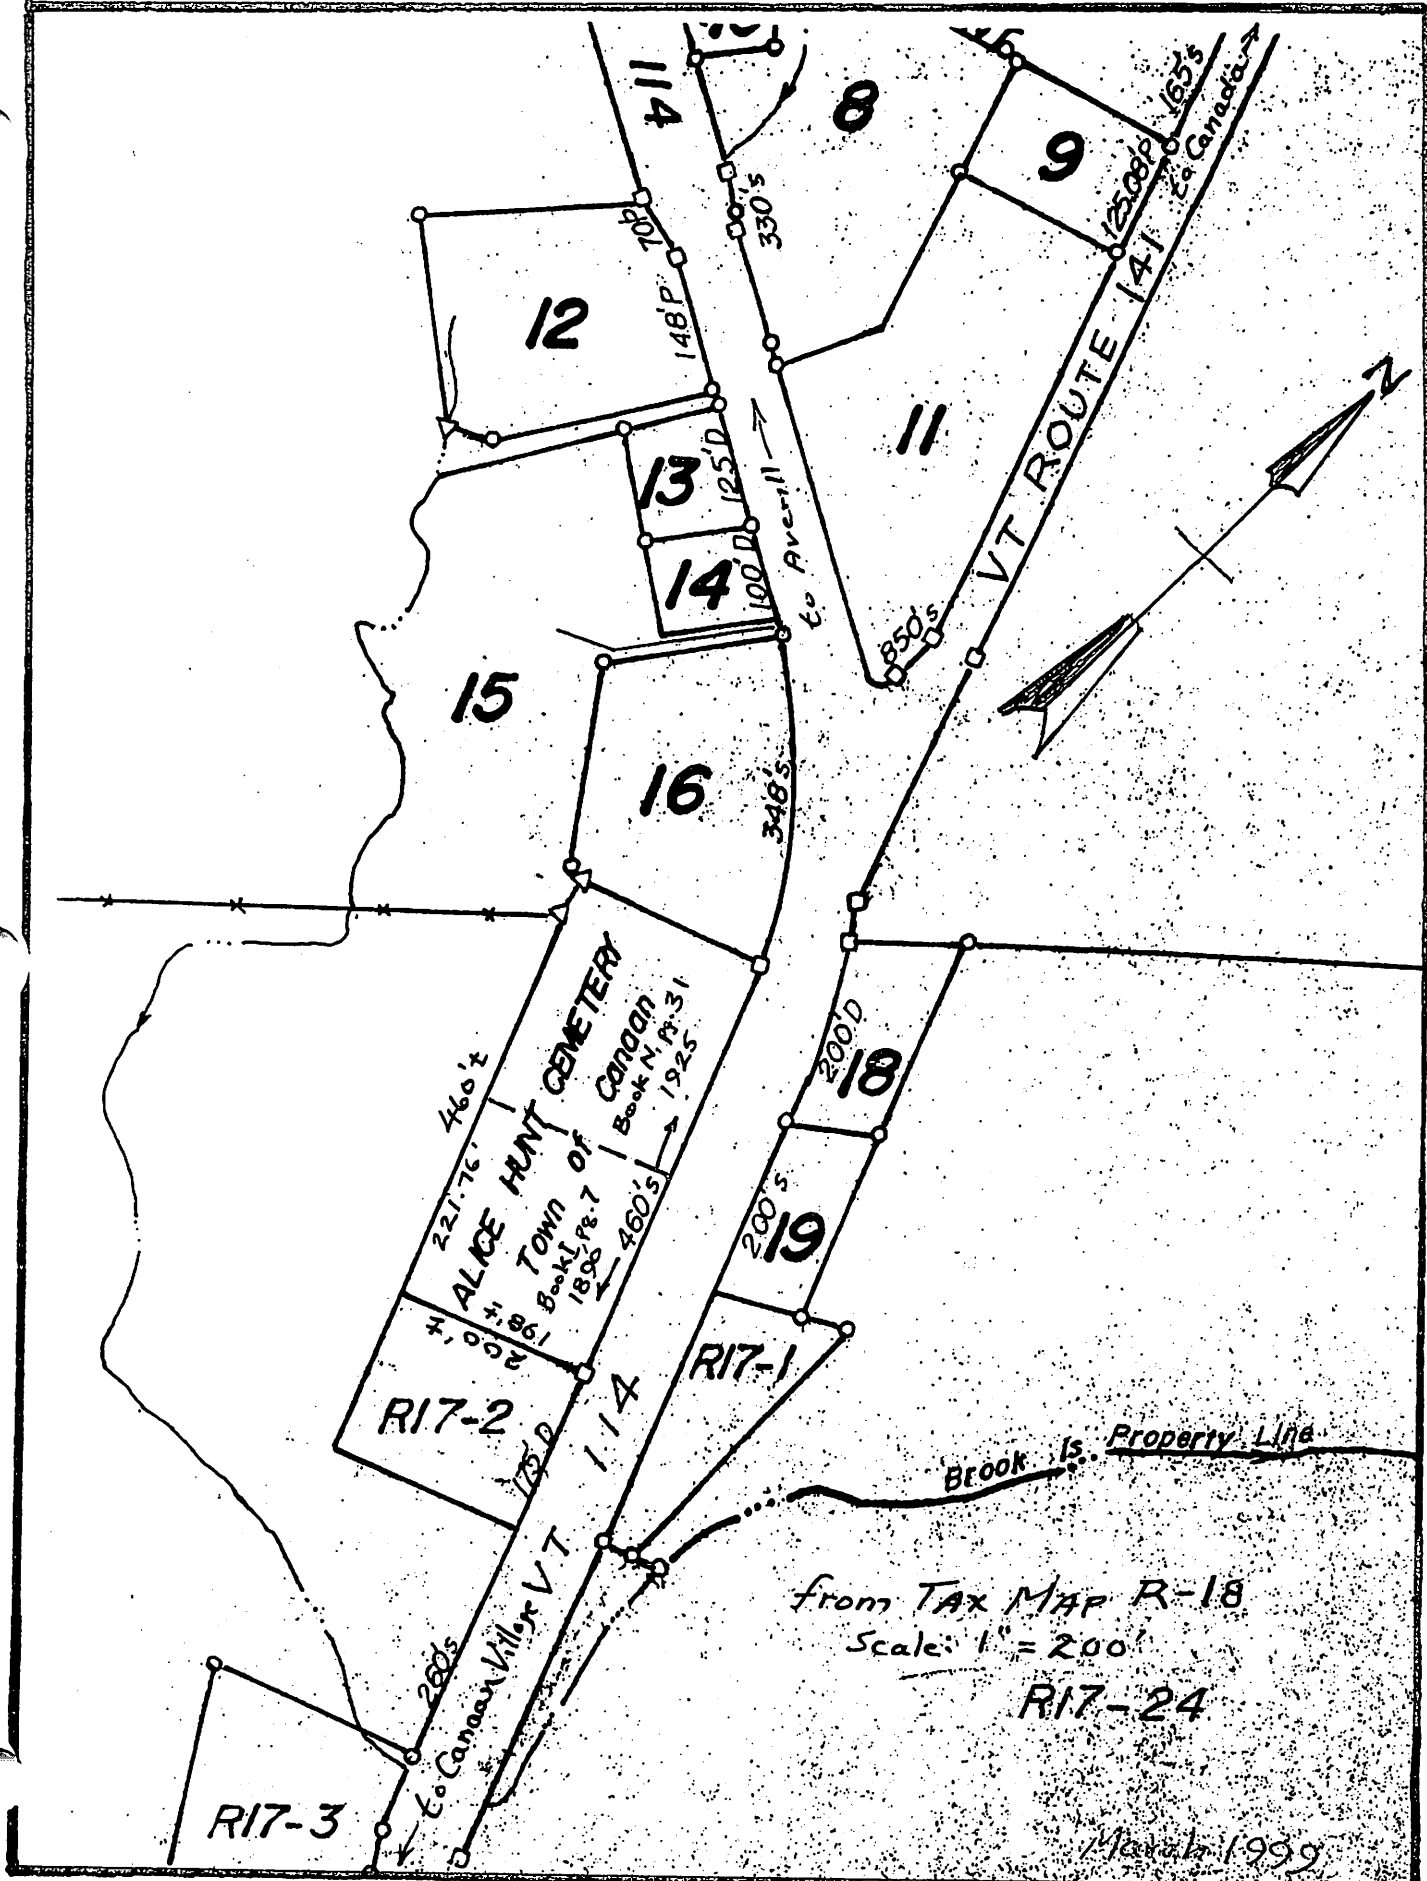 114
8
9
165's
to Canada
330's
125.08'P
70p
12
148'P
11
VT ROUTE 141
N
13
125'D
to Averill
14
100'D
850's
15
16
348's
ALICE HUNT CEMETERY
Town of Canaan
Book N, Pg. 31
1925
Book I, Pg. 7
1890
460'±
221.76'
460's
198'±
200'±
200'D
18
200's
19
R17-1
R17-2
175' D
VT 114
Brook Is Property Line
260's
to Canaan Village
R17-3
from TAX MAP R-18
Scale: 1" = 200'
R17-24
March 1999